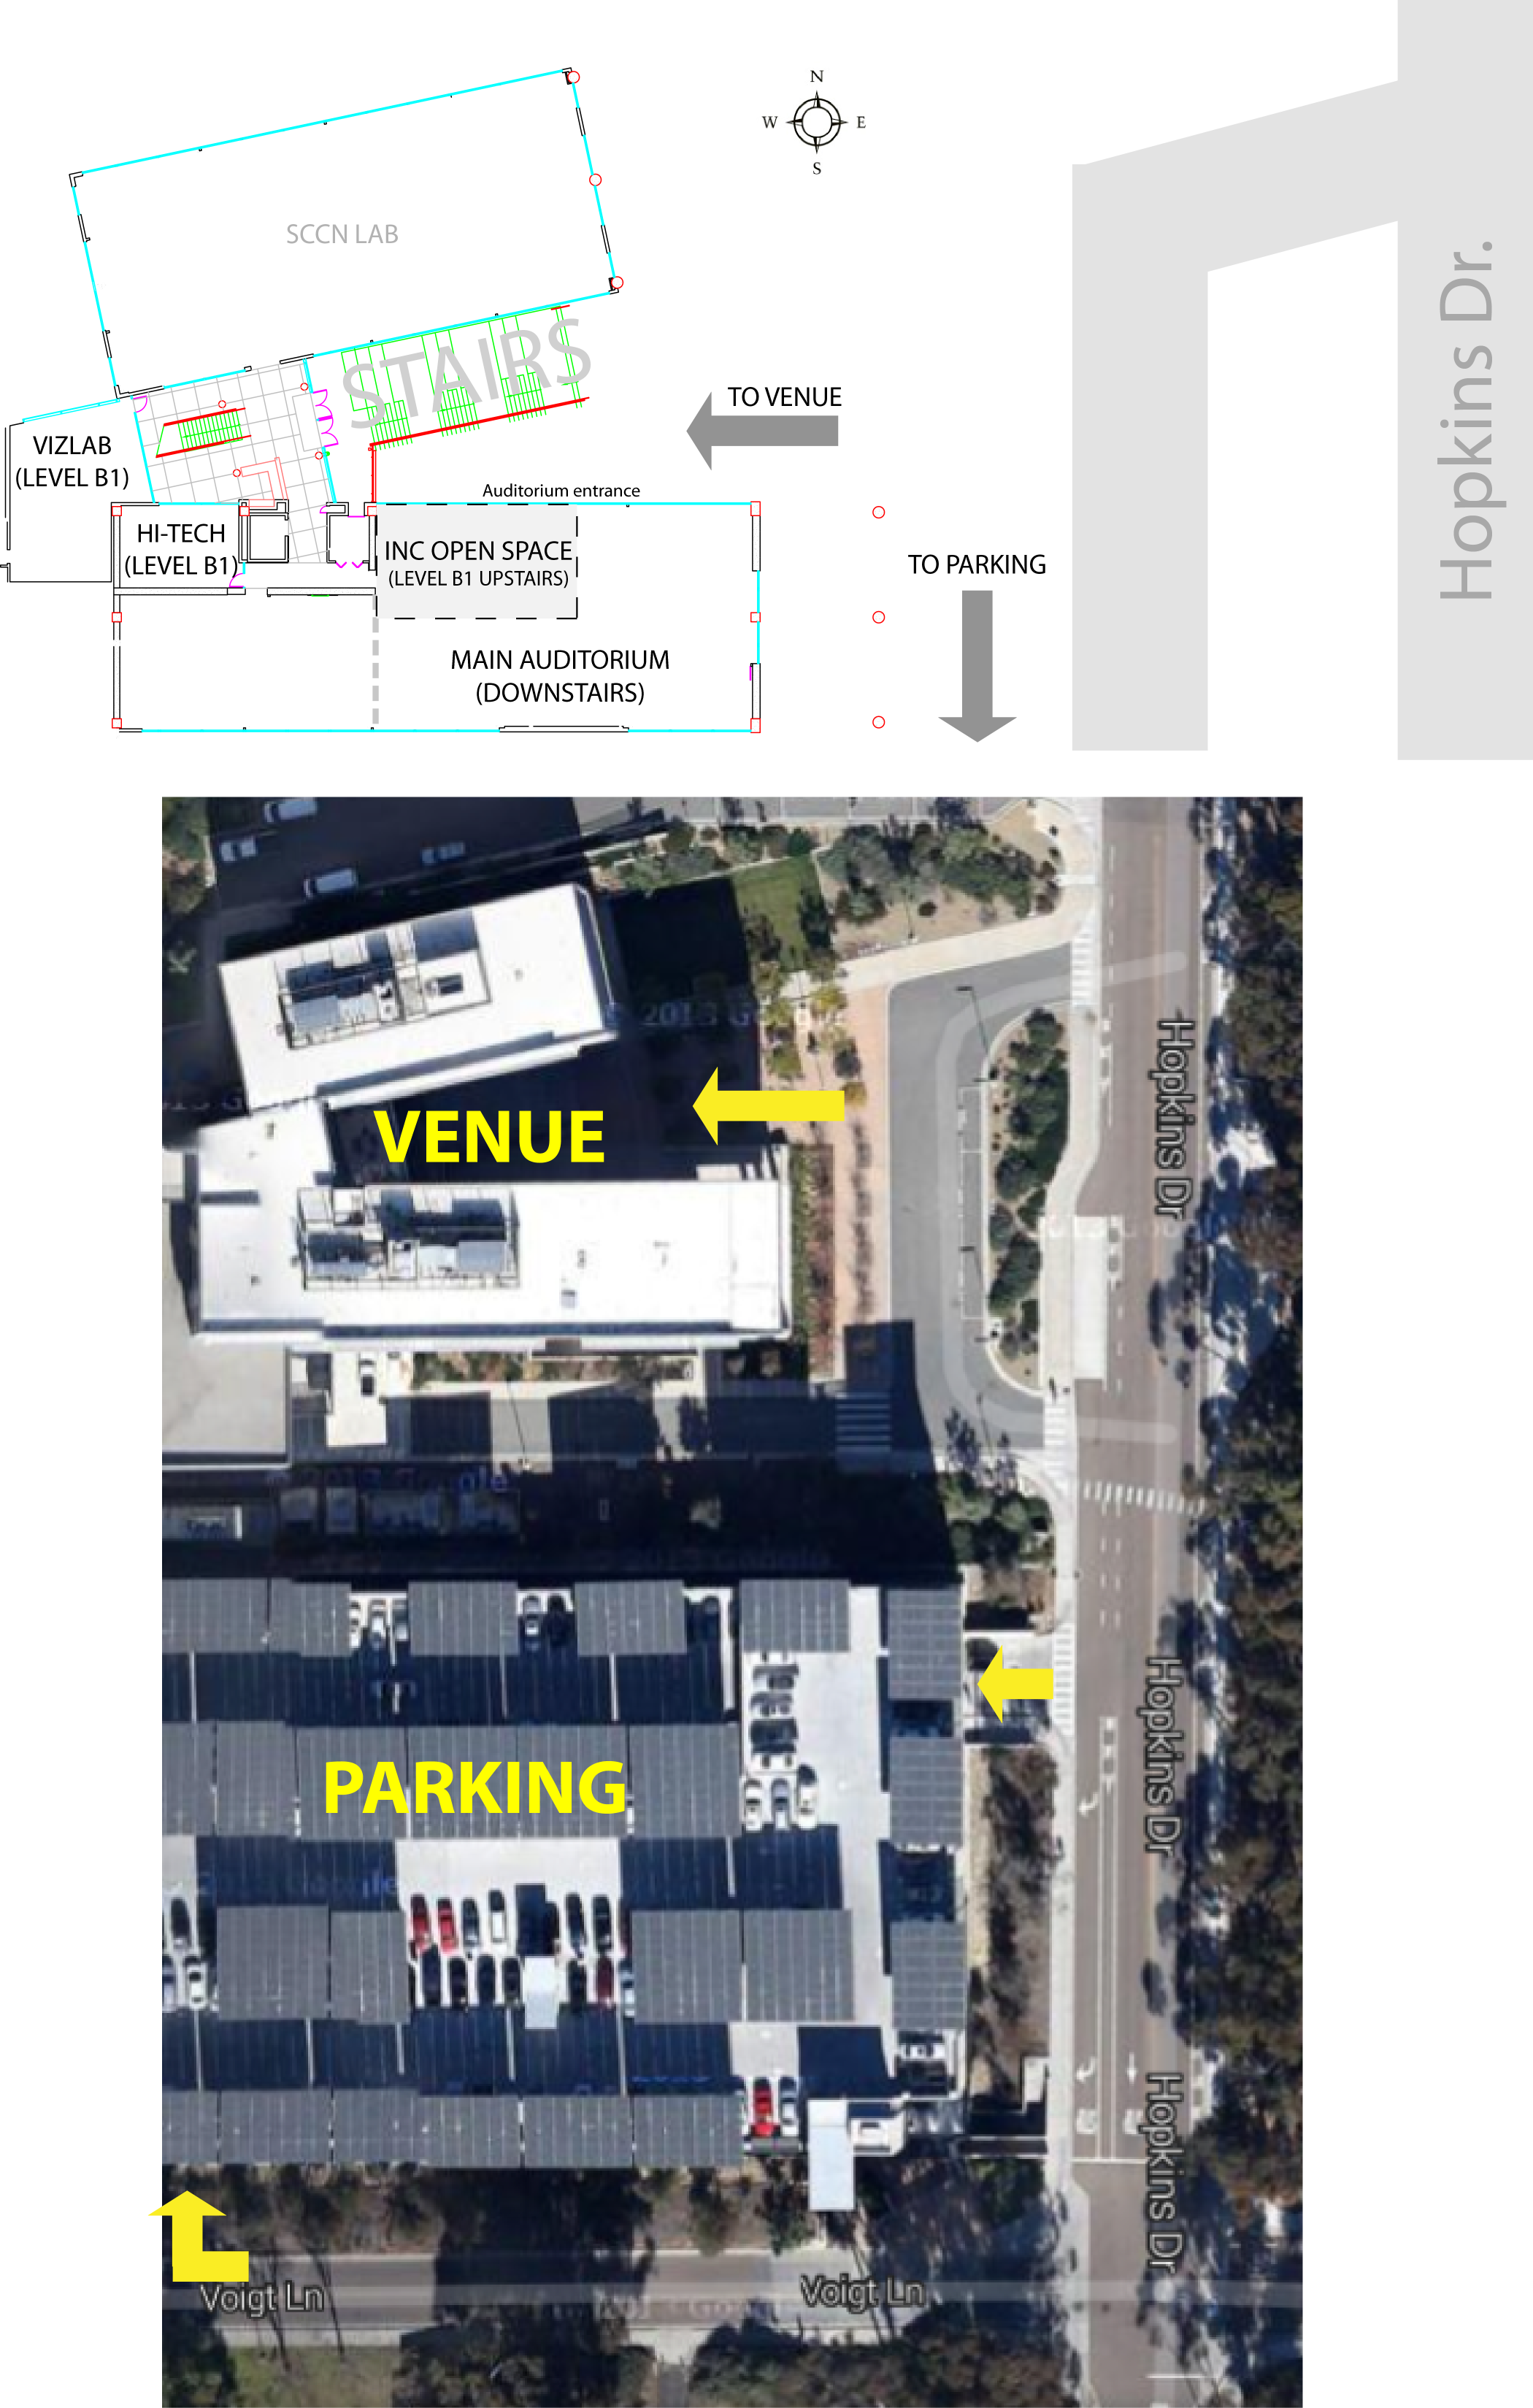 N
W E
S
SCCN LAB
Hopkins Dr.
STAIRS
TO VENUE
VIZLAB
(LEVEL B1)
Auditorium entrance
HI-TECH
(LEVEL B1)
INC OPEN SPACE
(LEVEL B1 UPSTAIRS)
TO PARKING
MAIN AUDITORIUM
(DOWNSTAIRS)
VENUE
Hopkins Dr
PARKING
Hopkins Dr
Hopkins Dr
Voigt Ln
Voigt Ln